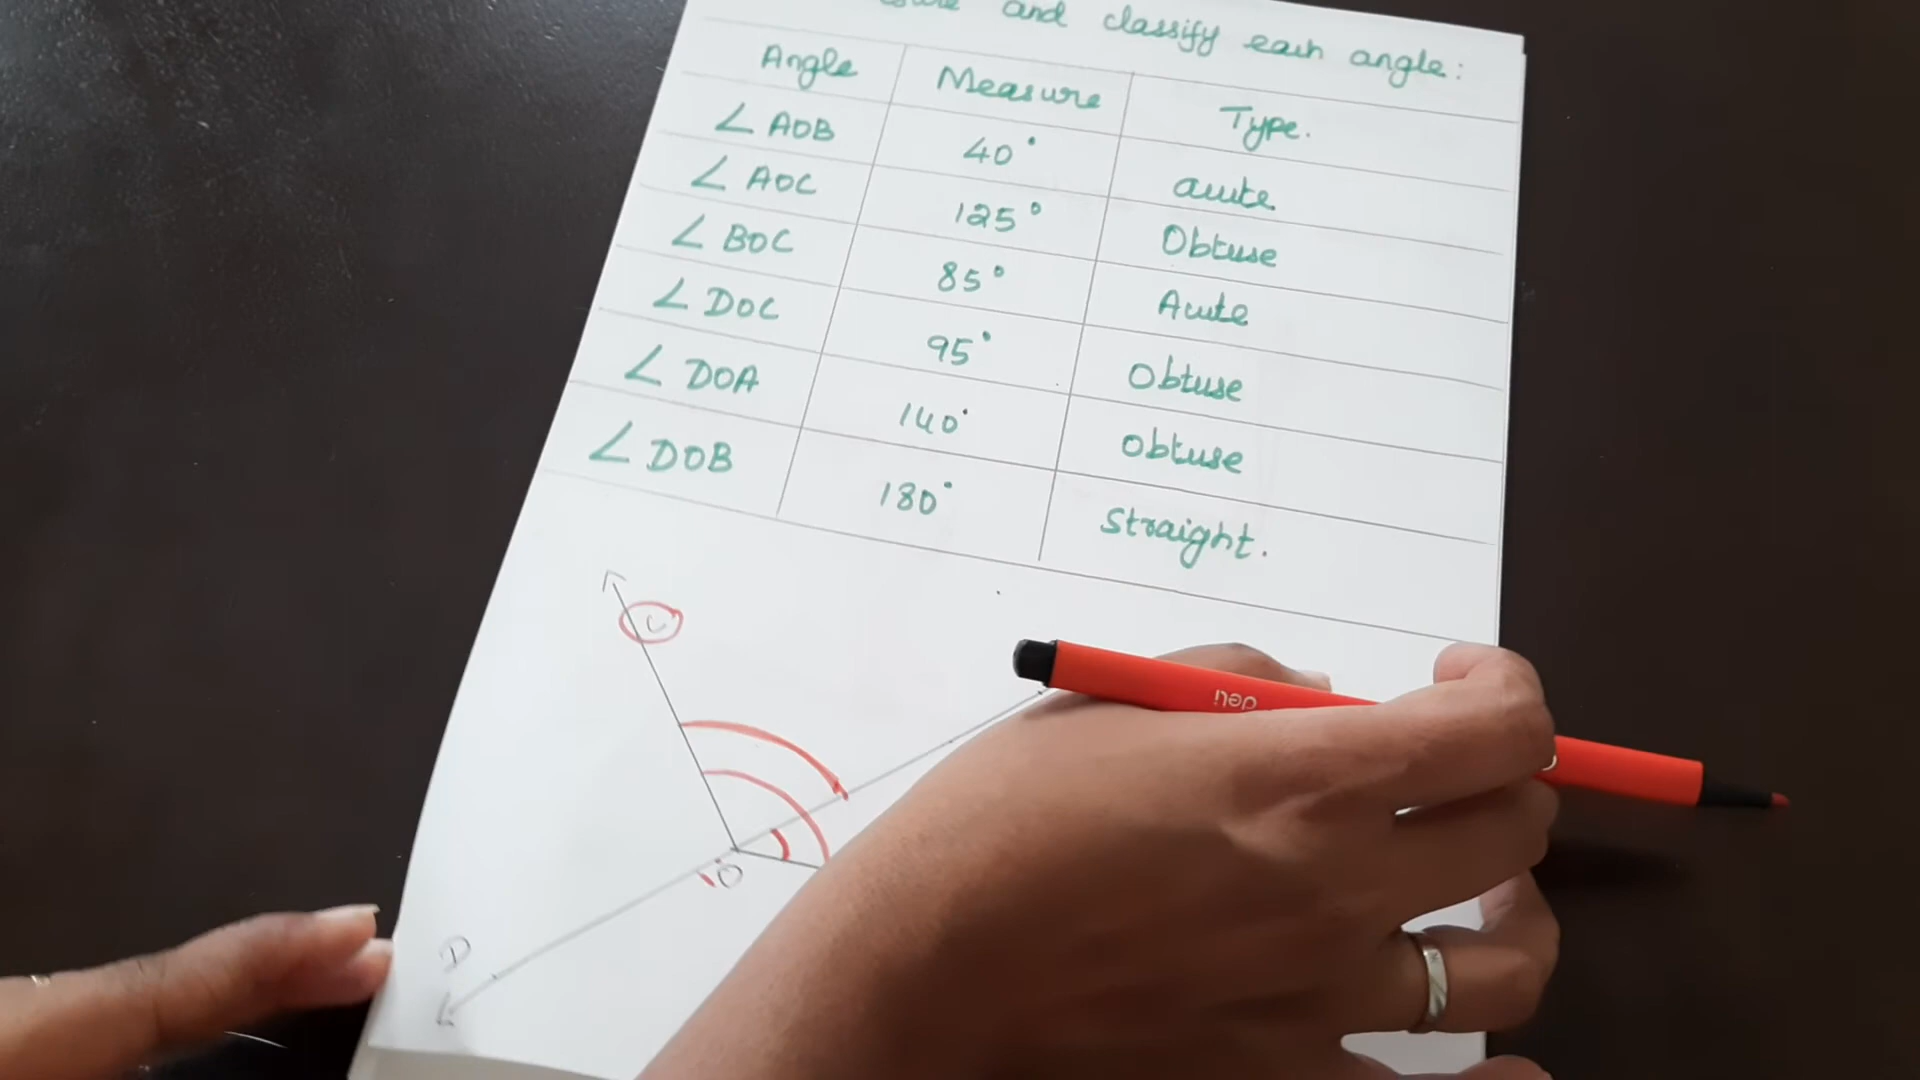 and classify each angle:
Angle Measure Type.
∠ AOB 40° acute
∠ AOC 125° Obtuse
∠ BOC 85° Acute
∠ DOC 95° Obtuse
∠ DOA 140° Obtuse
∠ DOB 180° Straight.
C
deli
O
D